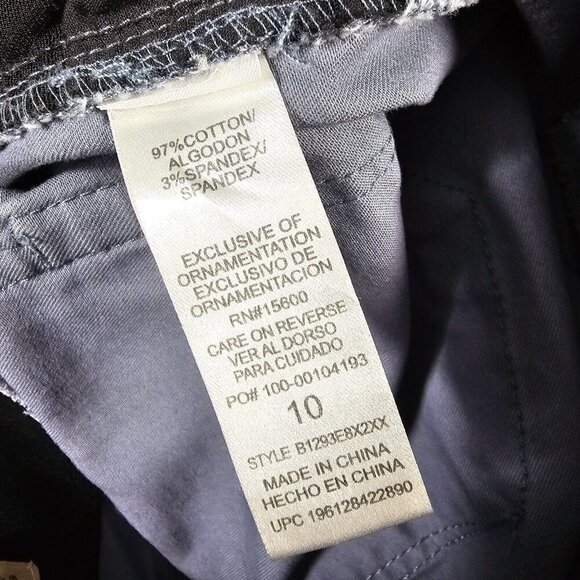 97%COTTON/
ALGODON
3%SPANDEX/
SPANDEX
EXCLUSIVE OF
ORNAMENTATION
EXCLUSIVO DE
ORNAMENTACION
RN#15600
CARE ON REVERSE
VER AL DORSO
PARA CUIDADO
PO# 100-00104193
10
STYLE B1293E8X2XX
MADE IN CHINA
HECHO EN CHINA
UPC 196128422890